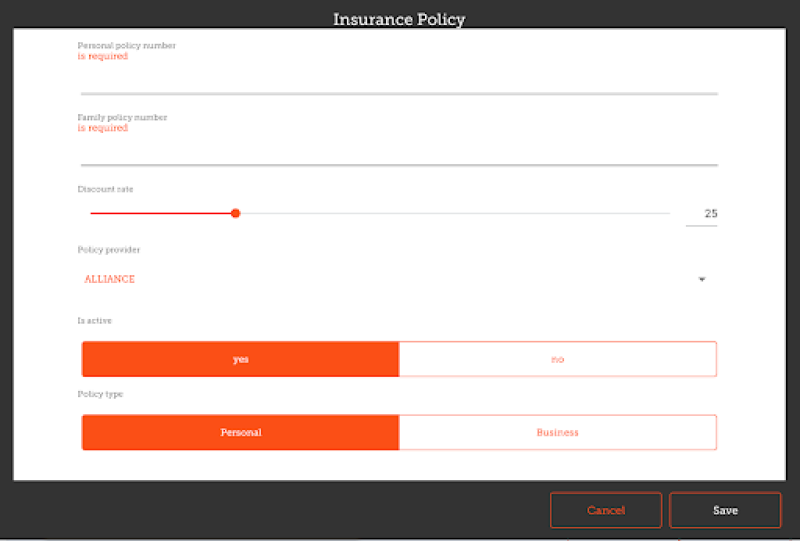 Insurance Policy
Personal policy number
is required
Family policy number
is required
Discount rate
25
Policy provider
ALLIANCE
Is active
yes no
Policy type
Personal Business
Cancel Save